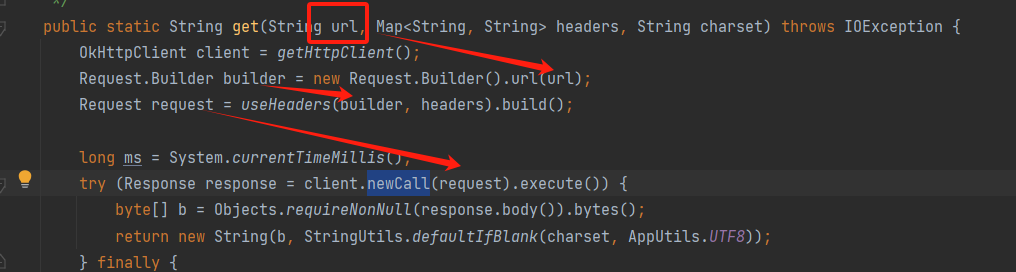 */
public static String get(String url, Map<String, String> headers, String charset) throws IOException {
OkHttpClient client = getHttpClient();
Request.Builder builder = new Request.Builder().url(url);
Request request = useHeaders(builder, headers).build();
long ms = System.currentTimeMillis();
try (Response response = client.newCall(request).execute()) {
byte[] b = Objects.requireNonNull(response.body()).bytes();
return new String(b, StringUtils.defaultIfBlank(charset, AppUtils.UTF8));
} finally {